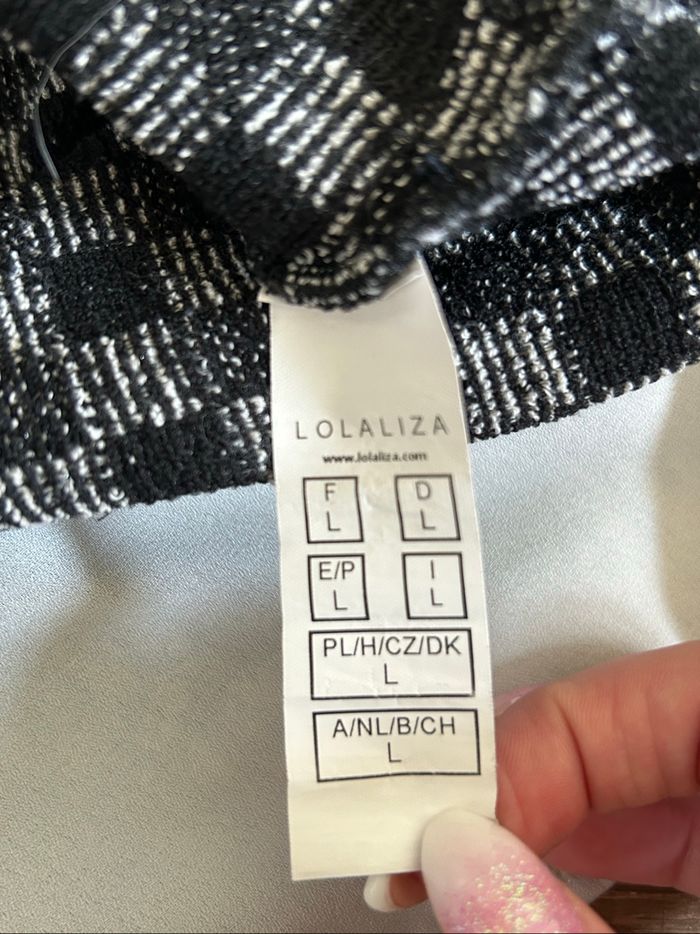 LOLALIZA
www.lolaliza.com
F D
L L
E/P I
L L
PL/H/CZ/DK
L
A/NL/B/CH
L